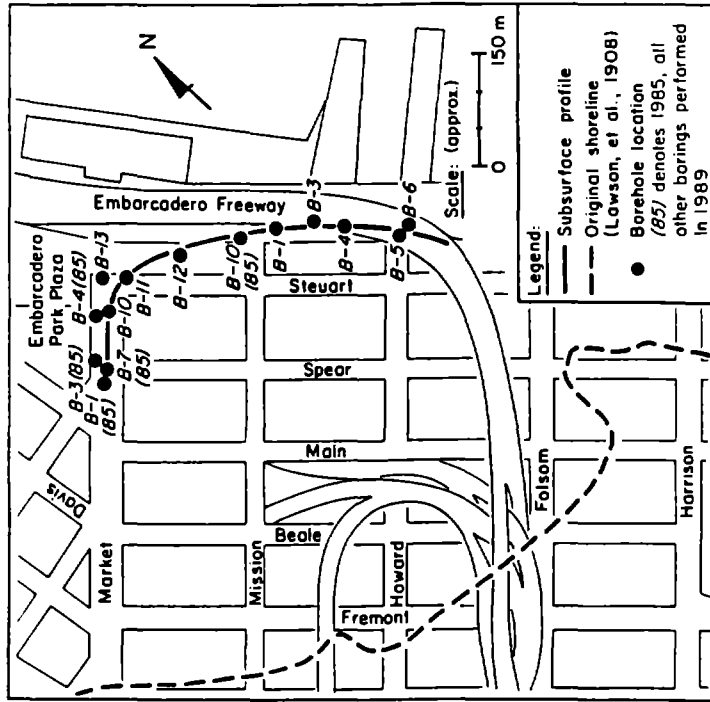 N
150 m
0
Scale: (approx.)
Embarcadero Freeway
Embarcadero
Park Plaza
B-3(85)
B-1
(85)
B-7
(85)
B-4(85)
B-10
B-13
B-11
B-12
B-10
(85)
B-1
B-3
B-4
B-5
B-6
Steuart
Spear
Main
Beale
Fremont
Davis
Market
Mission
Howard
Folsom
Harrison
Legend:
Subsurface profile
Original shoreline
(Lawson, et al., 1908)
Borehole location
(85) denotes 1985, all
other borings performed
in 1989